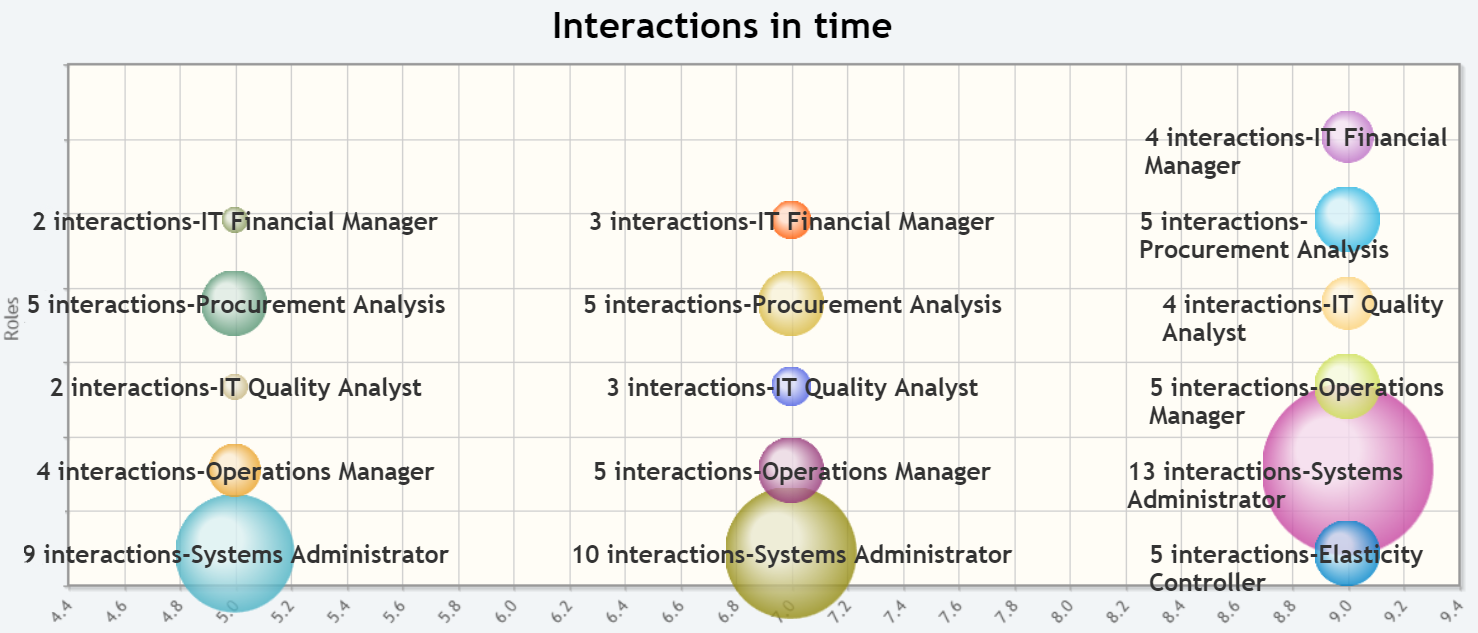 Interactions in time
4 interactions-IT Financial
Manager
2 interactions-IT Financial Manager
3 interactions-IT Financial Manager
5 interactions-
Procurement Analysis
5 interactions-Procurement Analysis
5 interactions-Procurement Analysis
4 interactions-IT Quality
Analyst
2 interactions-IT Quality Analyst
3 interactions-IT Quality Analyst
5 interactions-Operations
Manager
4 interactions-Operations Manager
5 interactions-Operations Manager
13 interactions-Systems
Administrator
9 interactions-Systems Administrator
10 interactions-Systems Administrator
5 interactions-Elasticity
Controller
Roles
4.4 4.6 4.8 5.0 5.2 5.4 5.6 5.8 6.0 6.2 6.4 6.6 6.8 7.0 7.2 7.4 7.6 7.8 8.0 8.2 8.4 8.6 8.8 9.0 9.2 9.4